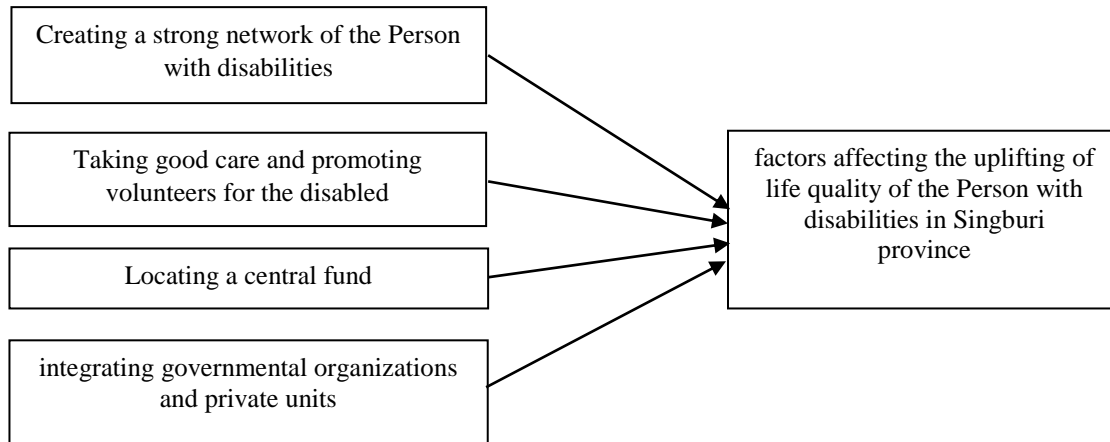 Creating a strong network of the Person
with disabilities
Taking good care and promoting
volunteers for the disabled
Locating a central fund
integrating governmental organizations
and private units
factors affecting the uplifting of
life quality of the Person with
disabilities in Singburi
province